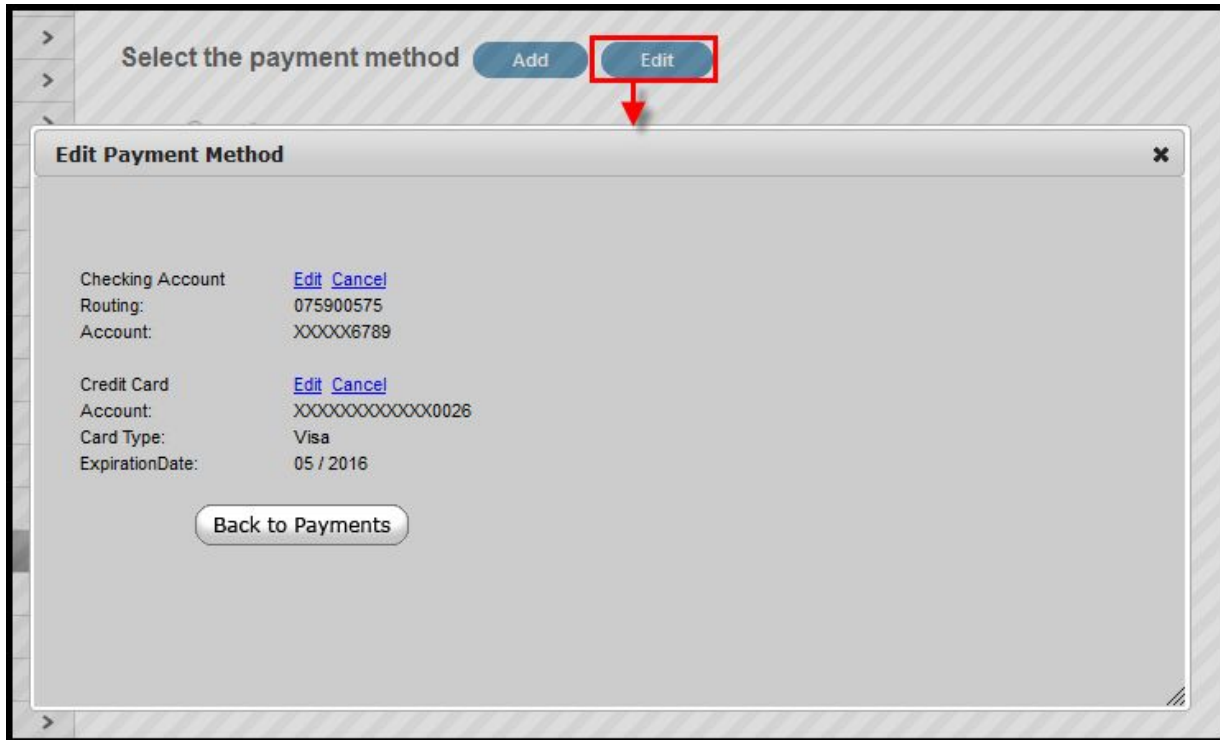 Select the payment method Add Edit
Edit Payment Method
Checking Account Edit Cancel
Routing: 075900575
Account: XXXXX6789
Credit Card Edit Cancel
Account: XXXXXXXXXXXX0026
Card Type: Visa
ExpirationDate: 05 / 2016
Back to Payments